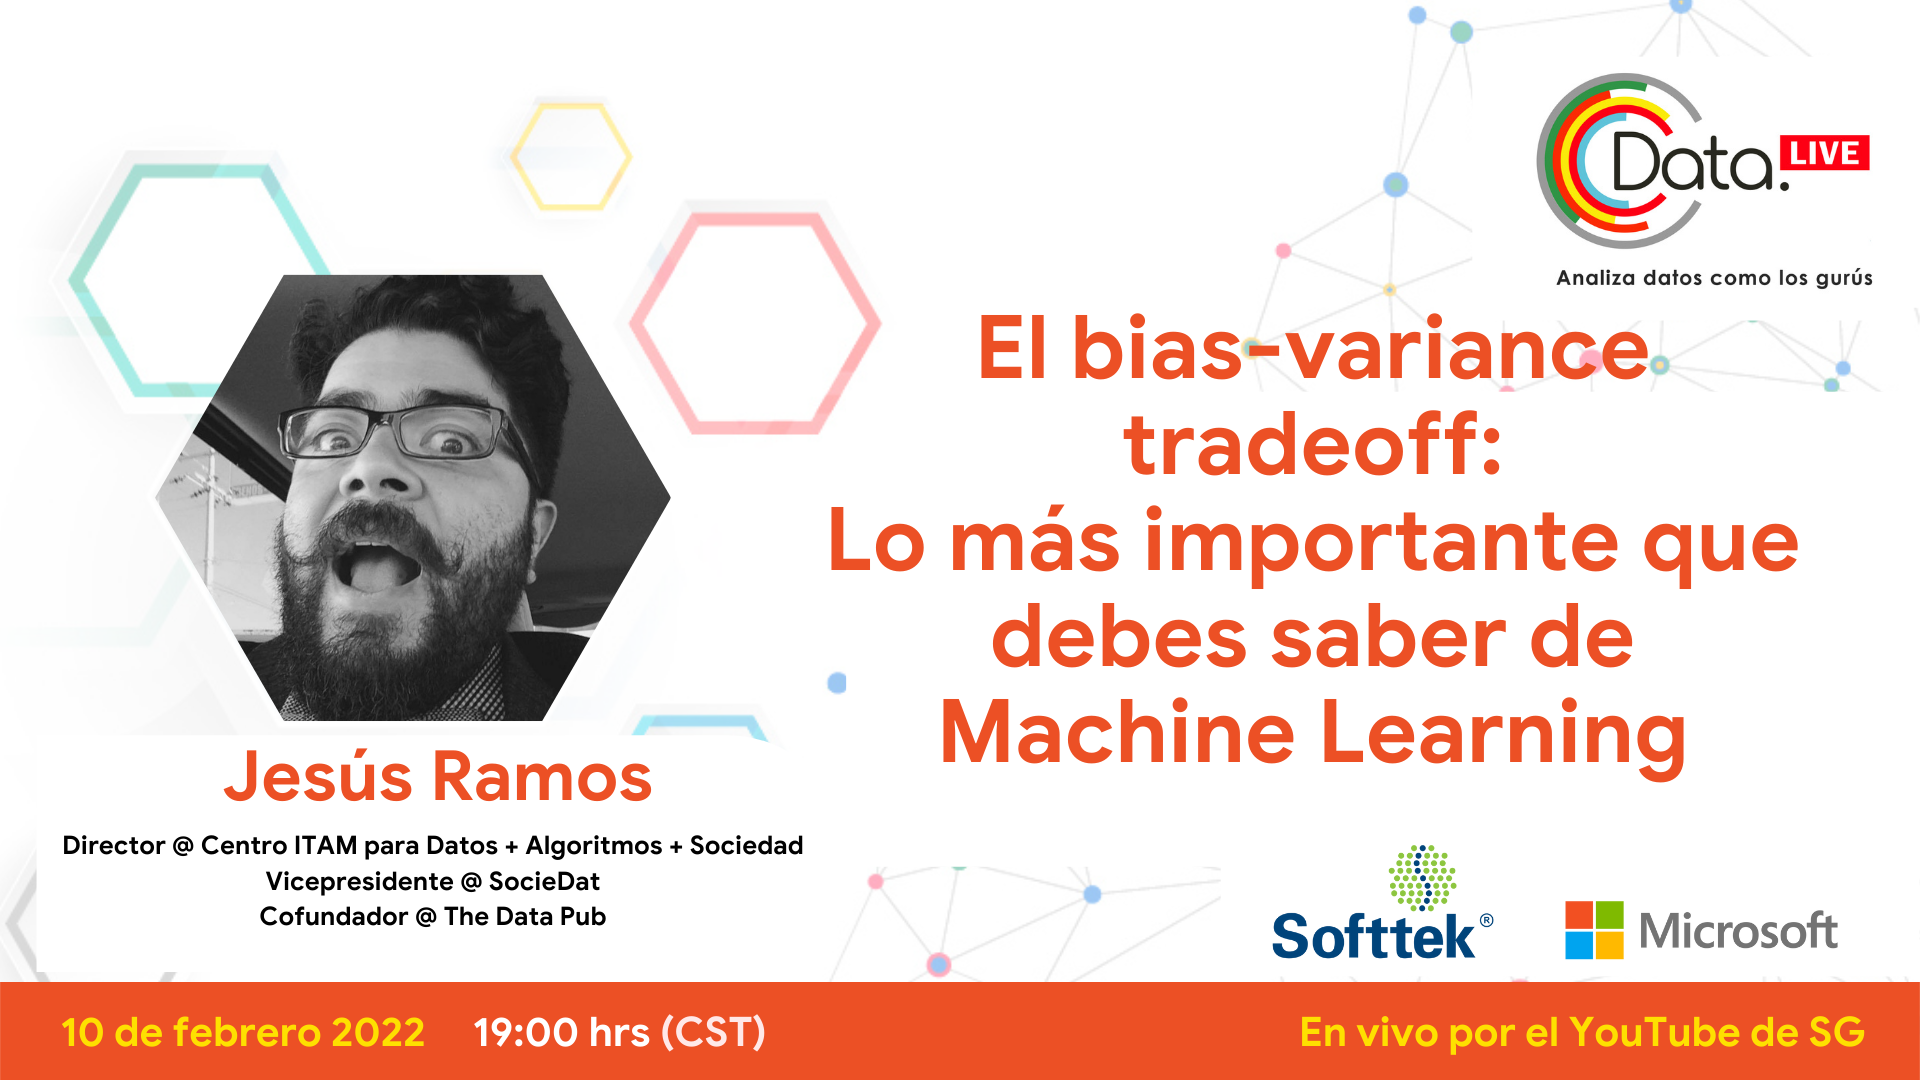 Data. LIVE
Analiza datos como los gurús
El bias-variance
tradeoff:
Lo más importante que
debes saber de
Machine Learning
Jesús Ramos
Director @ Centro ITAM para Datos + Algoritmos + Sociedad
Vicepresidente @ SocieDat
Cofundador @ The Data Pub
Softtek®
Microsoft
10 de febrero 2022 19:00 hrs (CST)
En vivo por el YouTube de SG